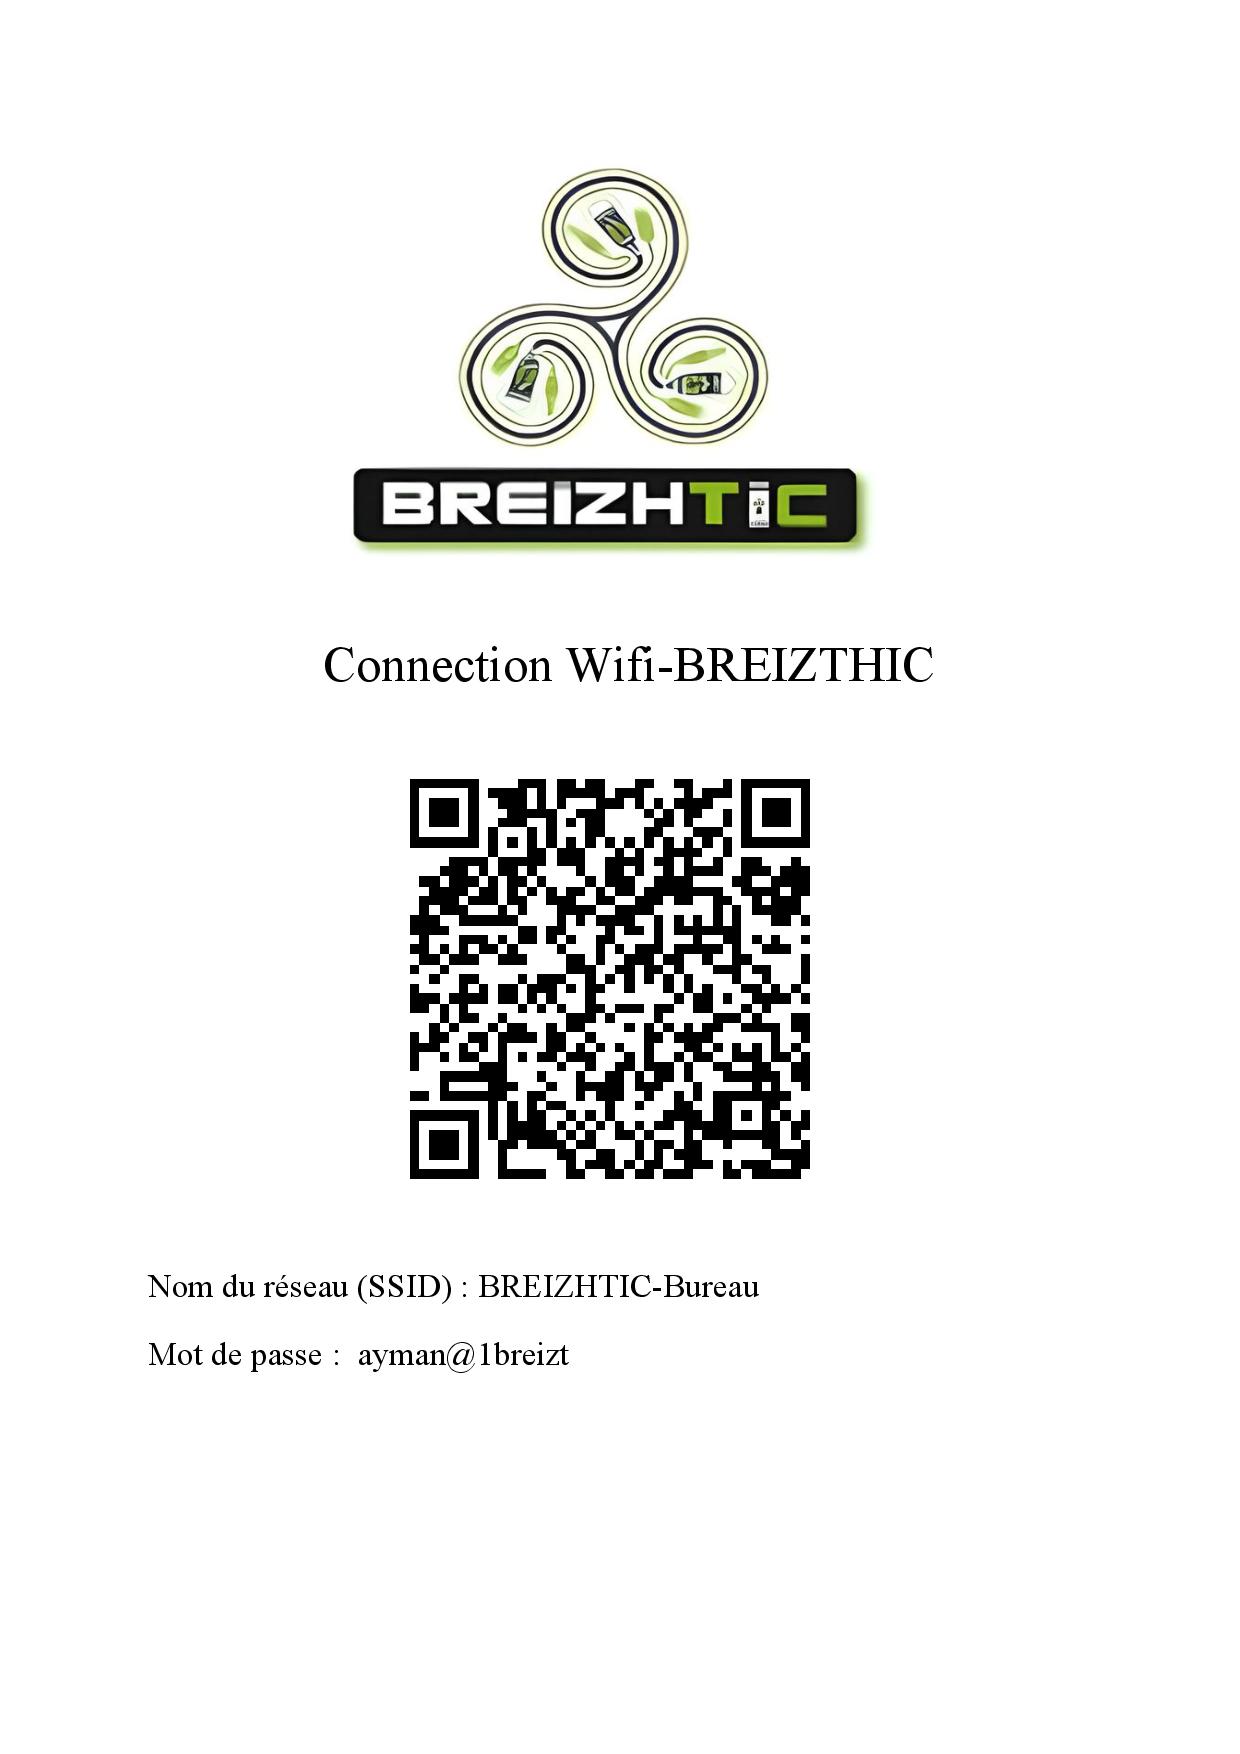 BREIZHTIC
Connection Wifi-BREIZTHIC
Nom du réseau (SSID) : BREIZHTIC-Bureau
Mot de passe : ayman@1breizt